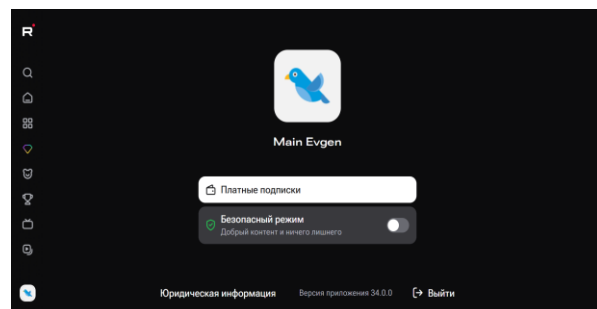 R
Main Evgen
Платные подписки
Безопасный режим
Добрый контент и ничего лишнего
Юридическая информация
Версия приложения 34.0.0
Выйти